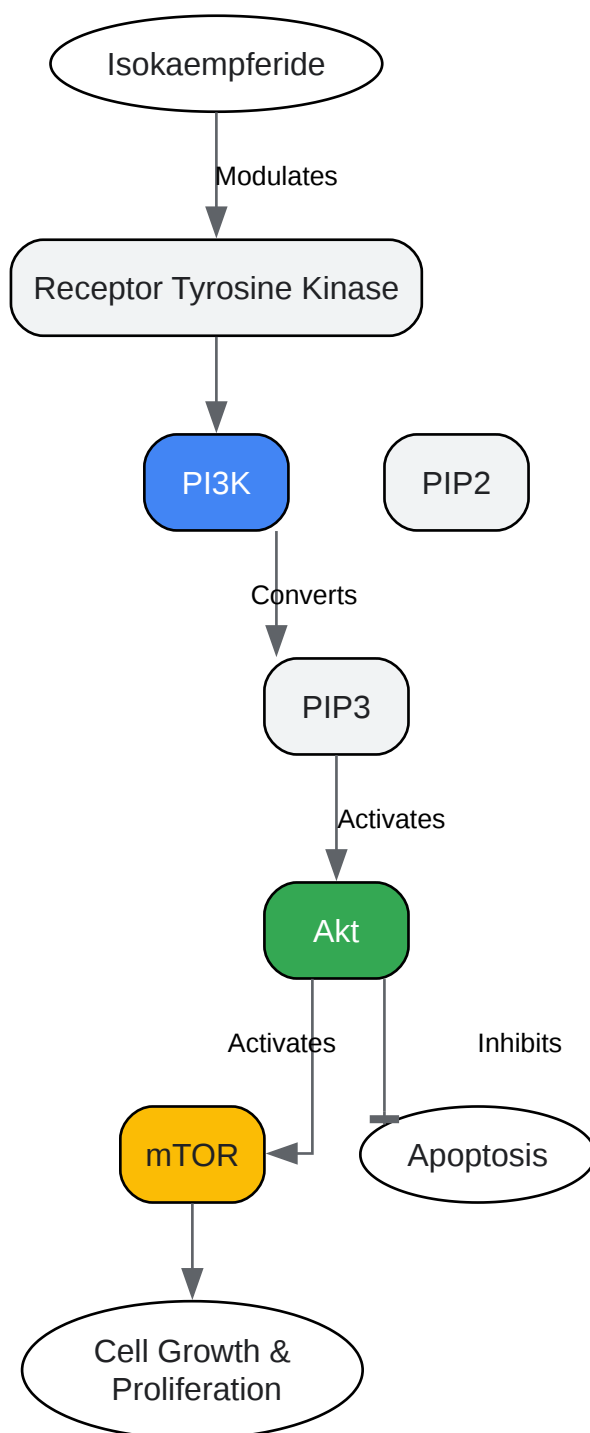 Isokaempferide
Modulates
Receptor Tyrosine Kinase
PI3K
PIP2
Converts
PIP3
Activates
Akt
Activates
Inhibits
mTOR
Apoptosis
Cell Growth &
Proliferation